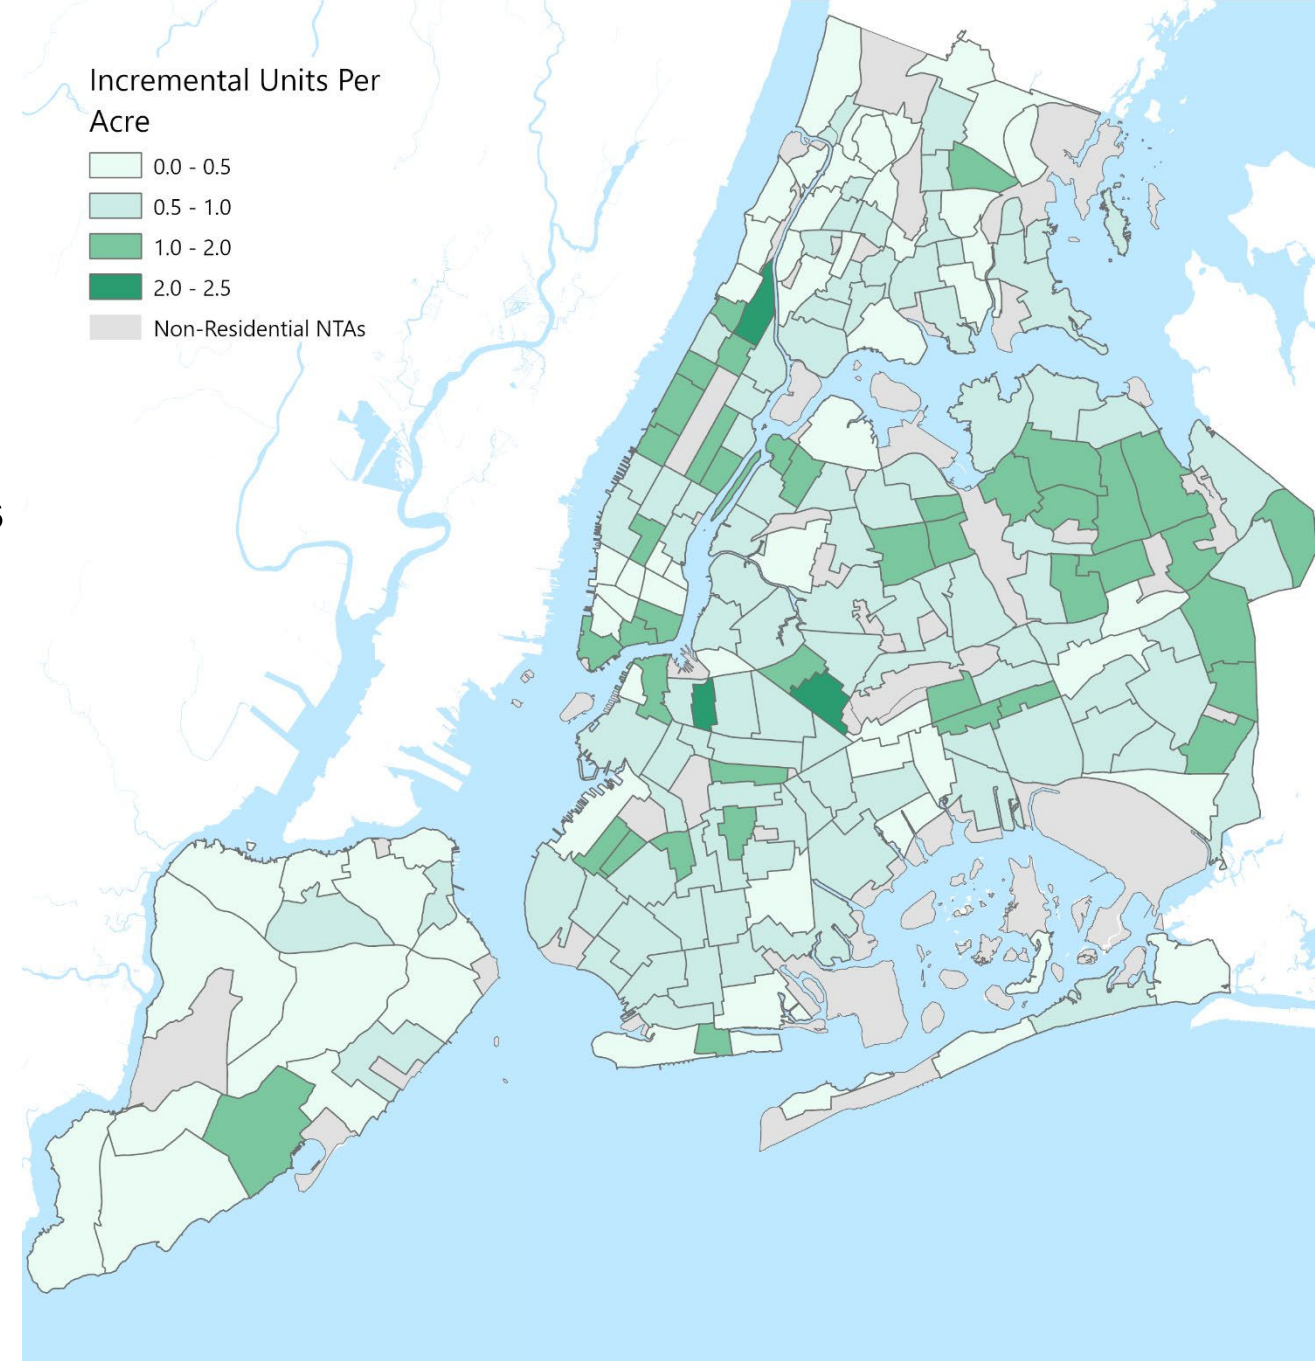 Incremental Units Per
Acre
0.0 - 0.5
0.5 - 1.0
1.0 - 2.0
2.0 - 2.5
Non-Residential NTAs